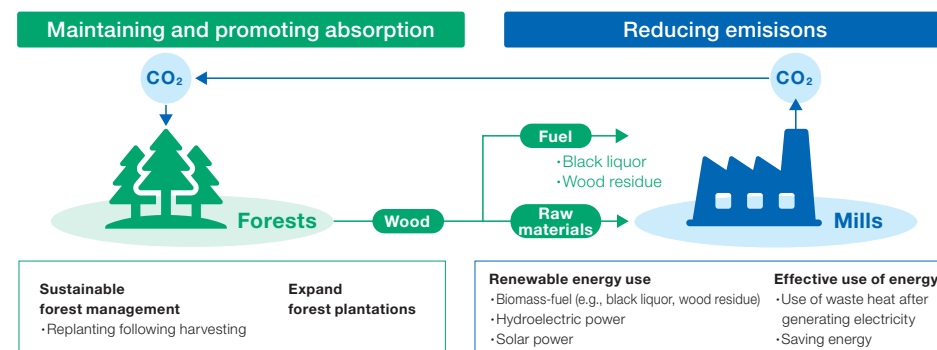 Maintaining and promoting absorption
Reducing emisisons
CO₂
CO₂
Fuel
・Black liquor
・Wood residue
Forests
Wood
Raw
materials
Mills
Sustainable
forest management
・Replanting following harvesting
Expand
forest plantations
Renewable energy use
・Biomass-fuel (e.g., black liquor, wood residue)
・Hydroelectric power
・Solar power
Effective use of energy
・Use of waste heat after
generating electricity
・Saving energy